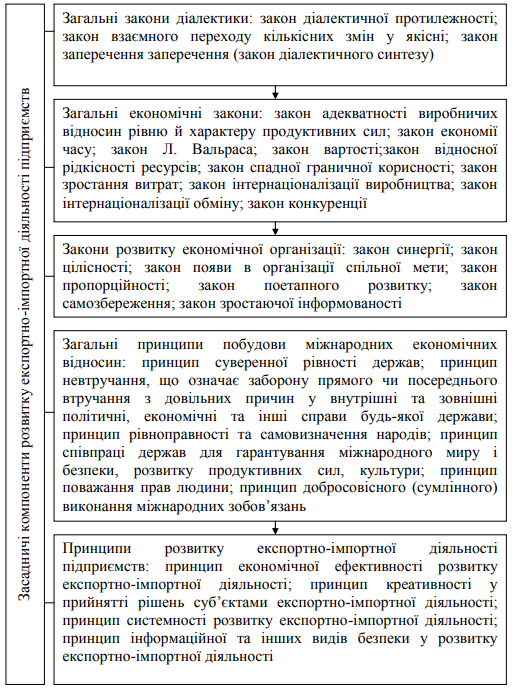 Засадничі компоненти розвитку експортно-імпортної діяльності підприємств
Загальні закони діалектики: закон діалектичної протилежності;
закон взаємного переходу кількісних змін у якісні; закон
заперечення заперечення (закон діалектичного синтезу)
Загальні економічні закони: закон адекватності виробничих
відносин рівню й характеру продуктивних сил; закон економії
часу; закон Л. Вальраса; закон вартості;закон відносної
рідкісності ресурсів; закон спадної граничної корисності; закон
зростання витрат; закон інтернаціоналізації виробництва; закон
інтернаціоналізації обміну; закон конкуренції
Закони розвитку економічної організації: закон синергії; закон
цілісності; закон появи в організації спільної мети; закон
пропорційності; закон поетапного розвитку; закон
самозбереження; закон зростаючої інформованості
Загальні принципи побудови міжнародних економічних
відносин: принцип суверенної рівності держав; принцип
невтручання, що означає заборону прямого чи посереднього
втручання з довільних причин у внутрішні та зовнішні
політичні, економічні та інші справи будь-якої держави;
принцип рівноправності та самовизначення народів; принцип
співпраці держав для гарантування міжнародного миру і
безпеки, розвитку продуктивних сил, культури; принцип
поважання прав людини; принцип добросовісного (сумлінного)
виконання міжнародних зобов’язань
Принципи розвитку експортно-імпортної діяльності
підприємств: принцип економічної ефективності розвитку
експортно-імпортної діяльності; принцип креативності у
прийнятті рішень суб’єктами експортно-імпортної діяльності;
принцип системності розвитку експортно-імпортної діяльності;
принцип інформаційної та інших видів безпеки у розвитку
експортно-імпортної діяльності